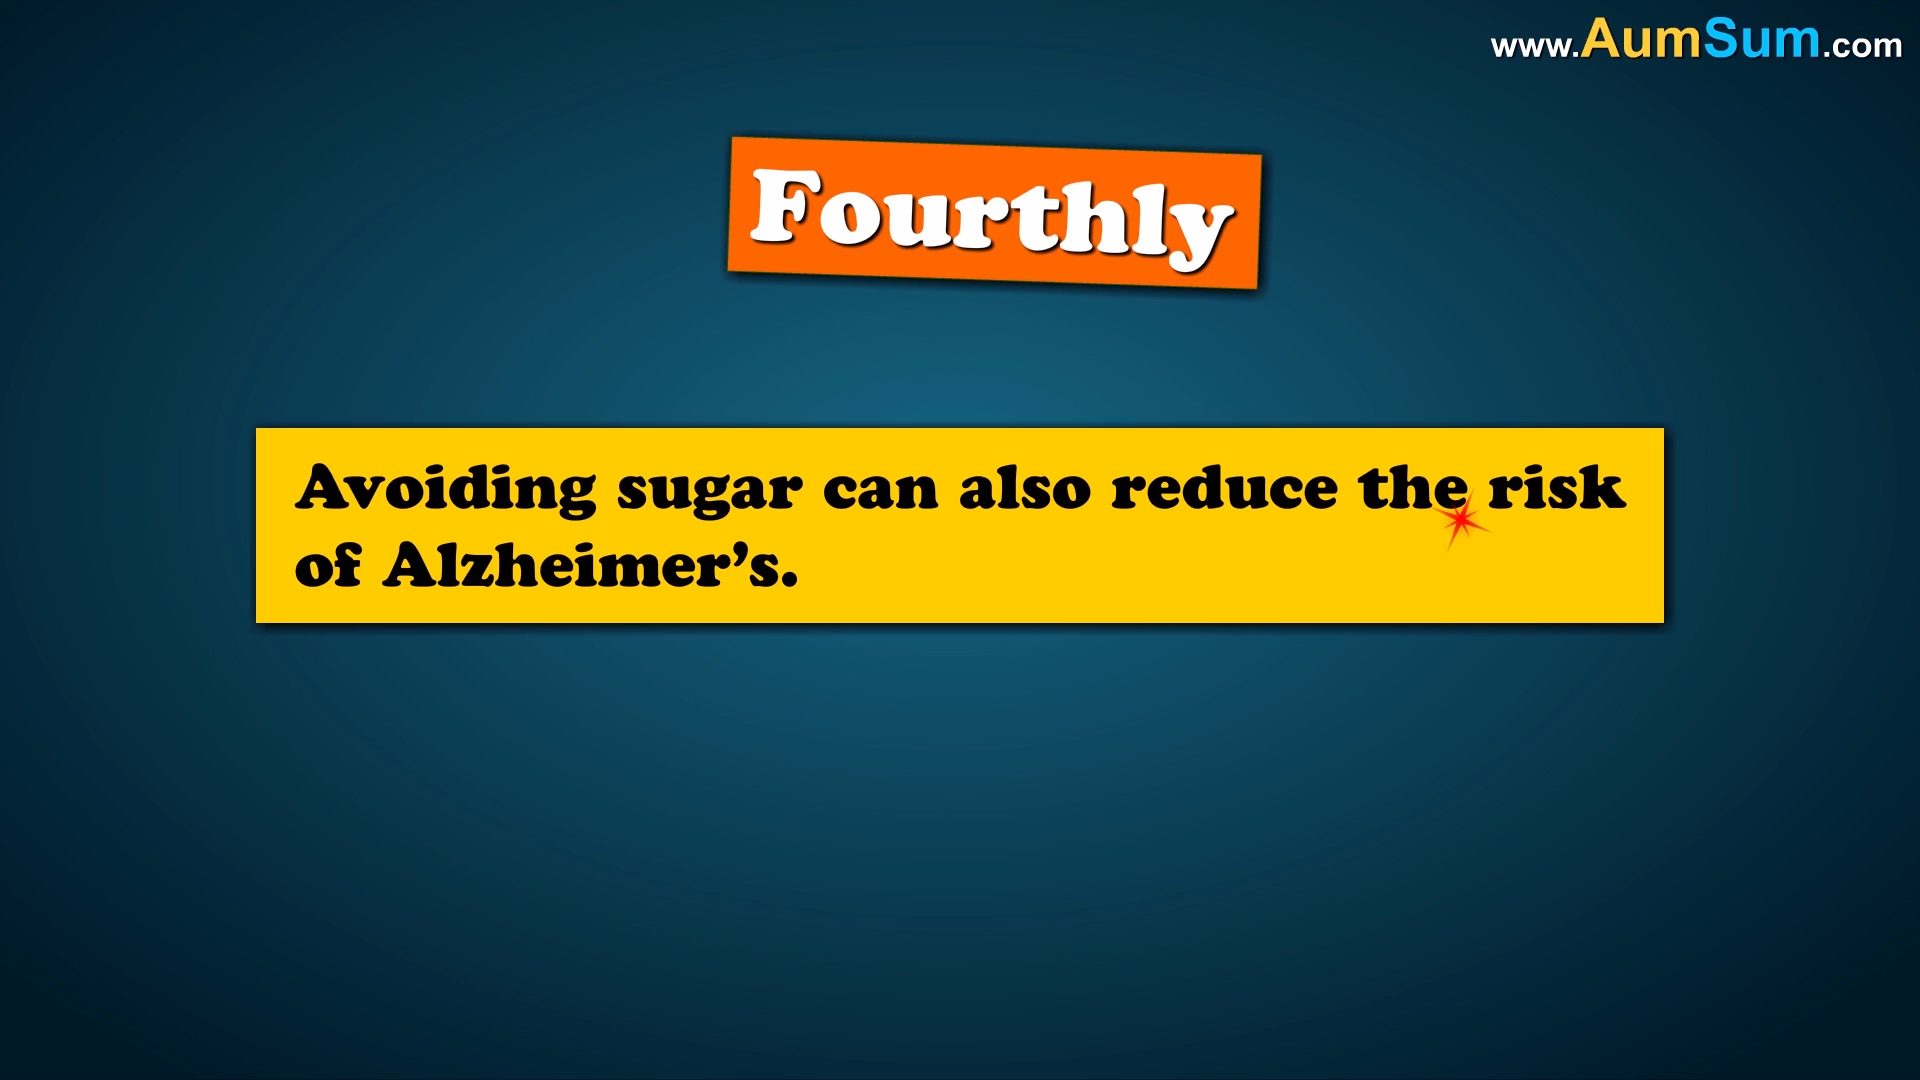 www.AumSum.com
Fourthly
Avoiding sugar can also reduce the risk
of Alzheimer’s.